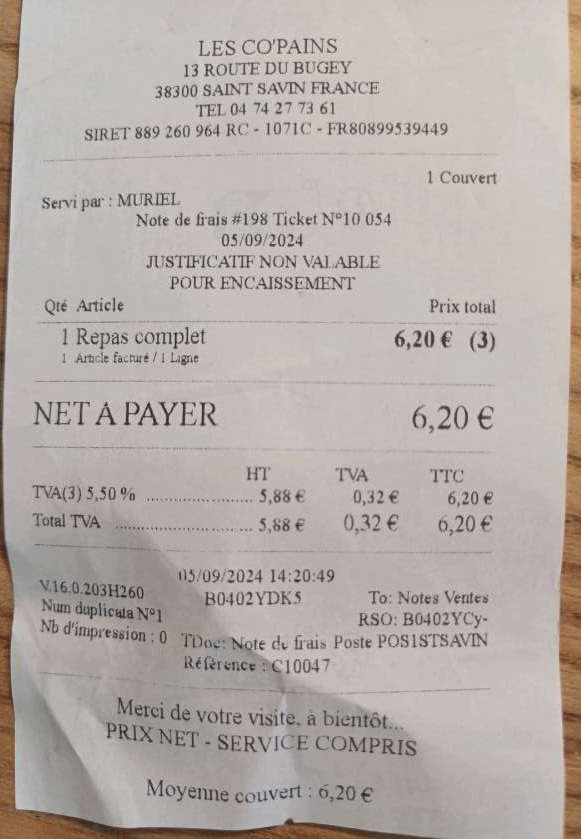 LES CO'PAINS
13 ROUTE DU BUGEY
38300 SAINT SAVIN FRANCE
TEL 04 74 27 73 61
SIRET 889 260 964 RC - 1071C - FR80899539449
1 Couvert
Servi par : MURIEL
Note de frais #198 Ticket N°10 054
05/09/2024
JUSTIFICATIF NON VALABLE
POUR ENCAISSEMENT
Qté Article Prix total
1 Repas complet 6,20 € (3)
1 Article facturé / 1 Ligne
NET À PAYER 6,20 €
HT TVA TTC
TVA(3) 5,50 % .................... 5,88 € 0,32 € 6,20 €
Total TVA .......................... 5,88 € 0,32 € 6,20 €
05/09/2024 14:20:49
V.16.0.203H260 B0402YDK5 To: Notes Ventes
Num duplicata N°1 RSO: B0402YCy-
Nb d'impression : 0 TDoc: Note de frais Poste POS1STSAVIN
Référence : C10047
Merci de votre visite, à bientôt...
PRIX NET - SERVICE COMPRIS
Moyenne couvert : 6,20 €